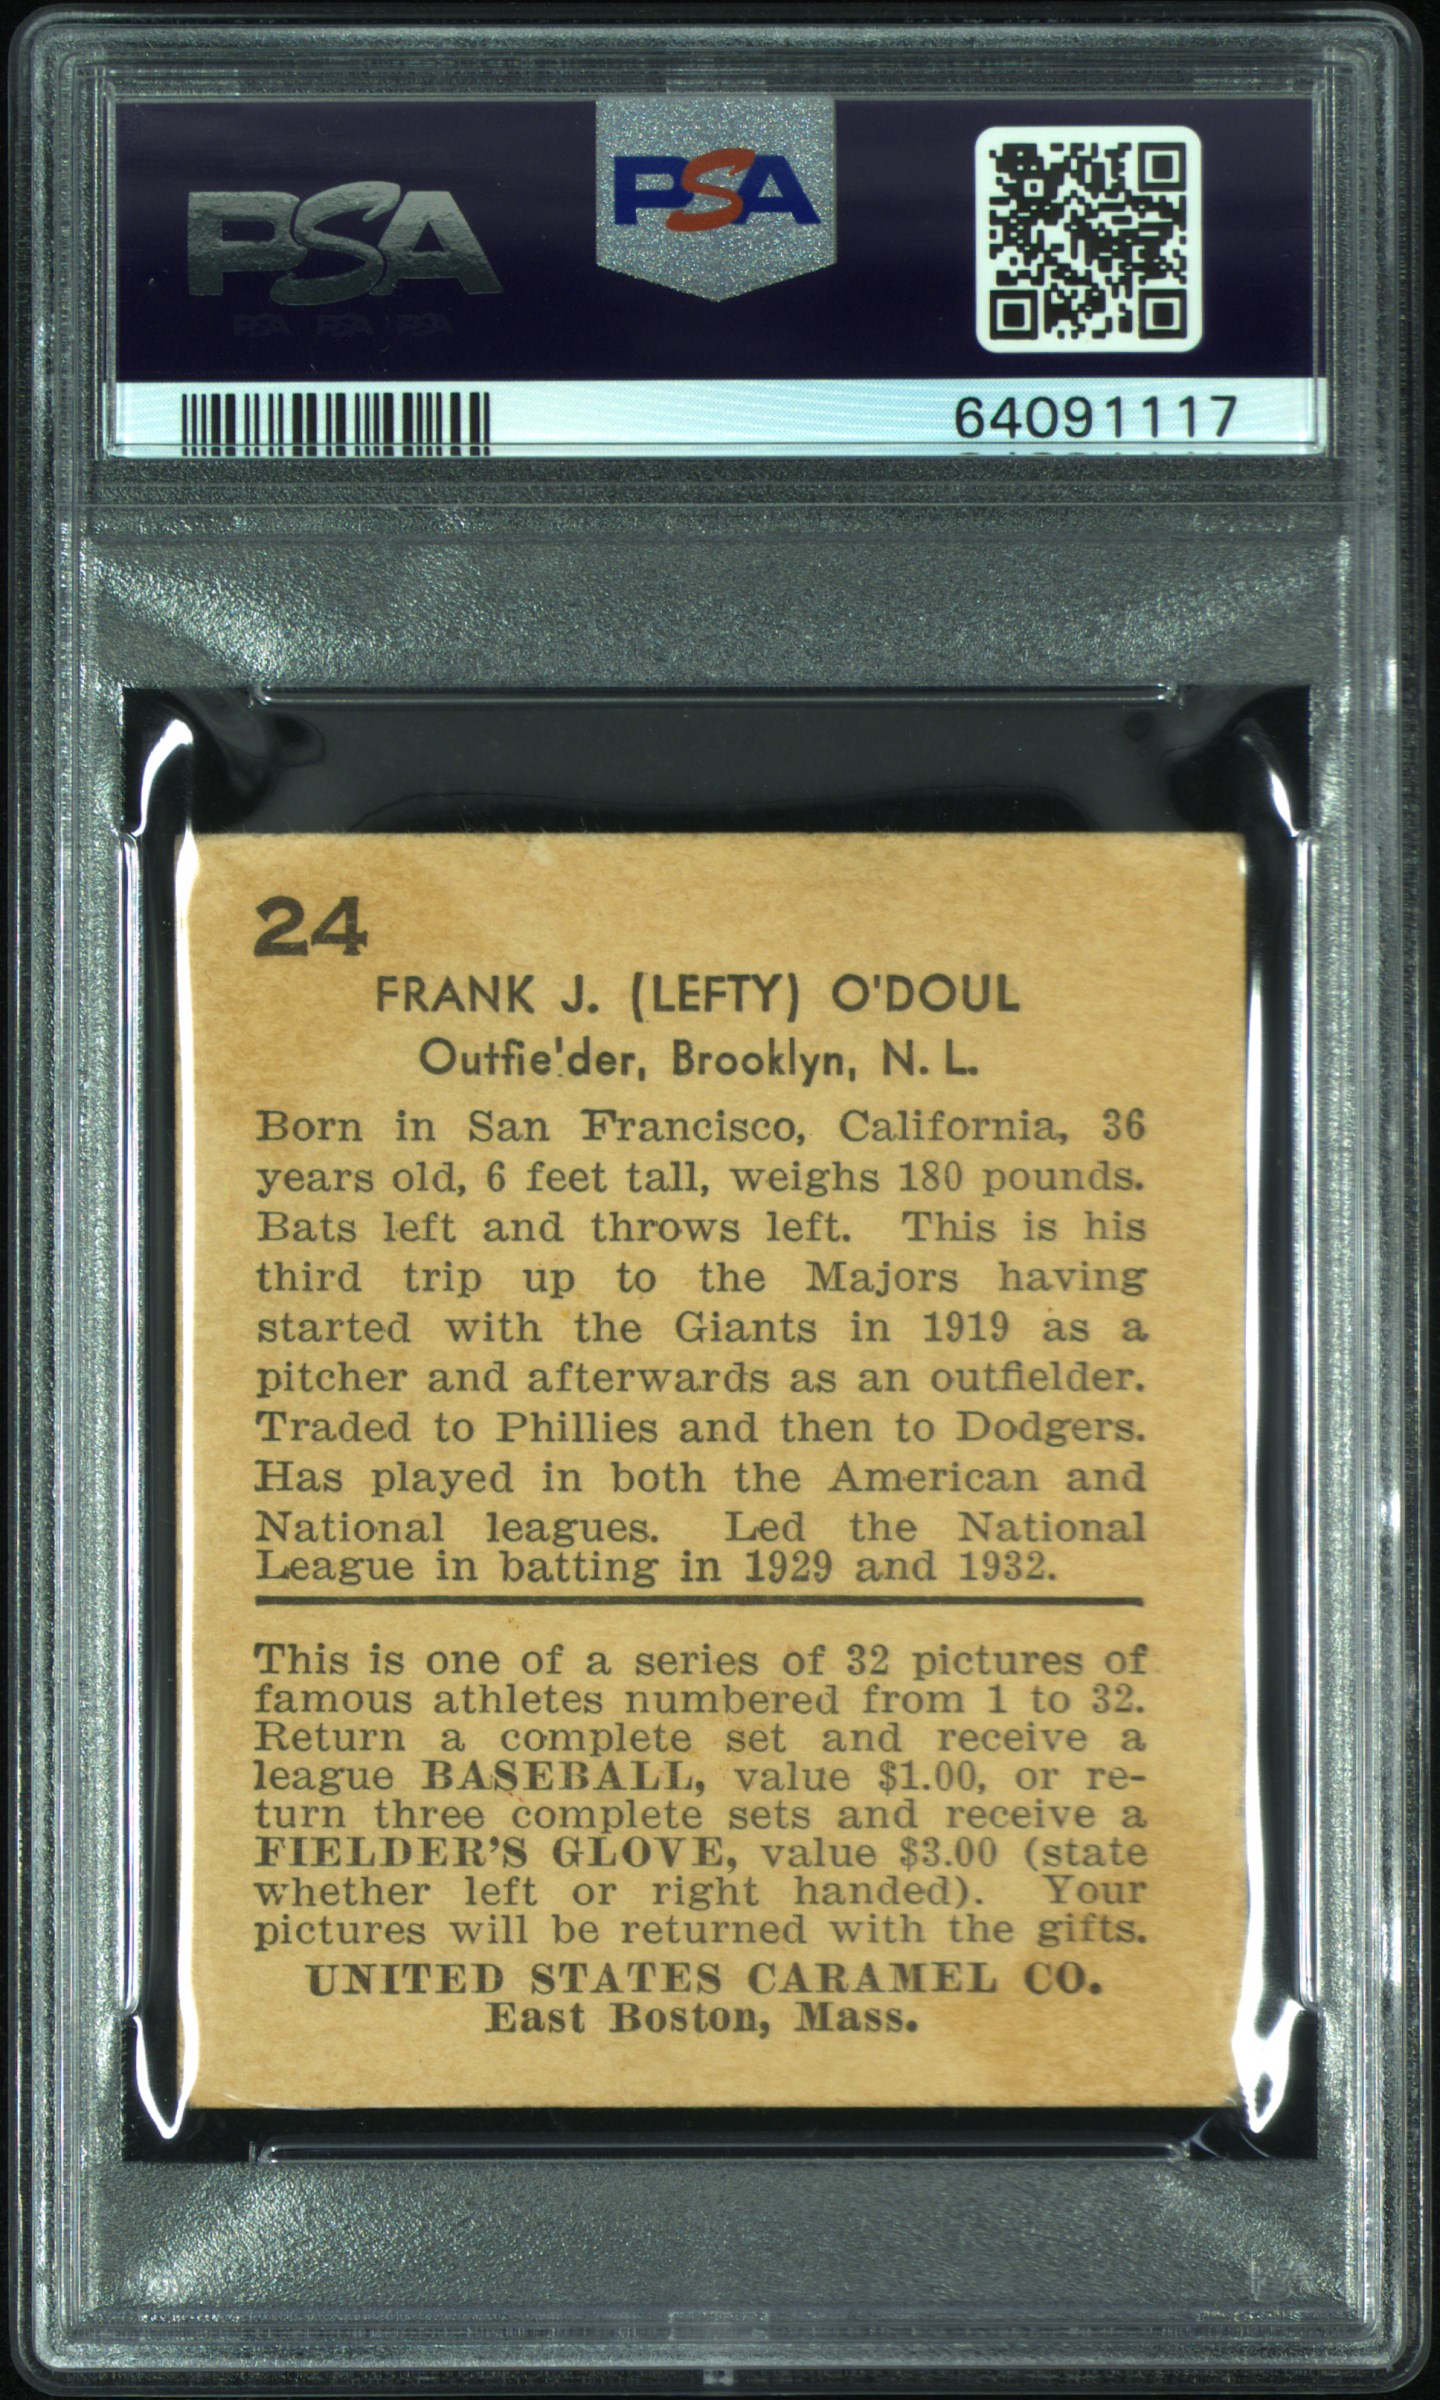 PSA
PSA
PSA PSA PSA
64091117
24
FRANK J. (LEFTY) O'DOUL
Outfie'der, Brooklyn, N. L.
Born in San Francisco, California, 36
years old, 6 feet tall, weighs 180 pounds.
Bats left and throws left. This is his
third trip up to the Majors having
started with the Giants in 1919 as a
pitcher and afterwards as an outfielder.
Traded to Phillies and then to Dodgers.
Has played in both the American and
National leagues. Led the National
League in batting in 1929 and 1932.
This is one of a series of 32 pictures of
famous athletes numbered from 1 to 32.
Return a complete set and receive a
league BASEBALL, value $1.00, or re-
turn three complete sets and receive a
FIELDER'S GLOVE, value $3.00 (state
whether left or right handed). Your
pictures will be returned with the gifts.
UNITED STATES CARAMEL CO.
East Boston, Mass.